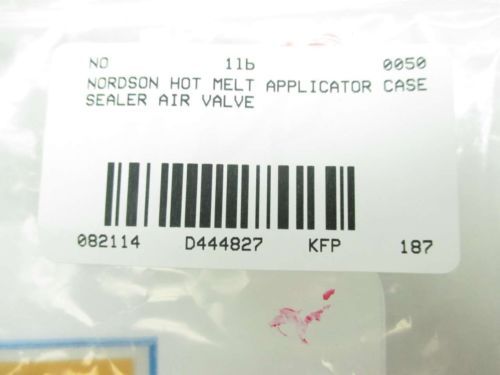 NO 1lb 0050
NORDSON HOT MELT APPLICATOR CASE
SEALER AIR VALVE
082114 D444827 KFP 187